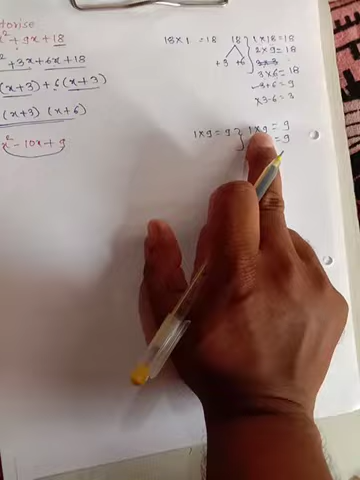 torise
x² + 9x + 18
² + 3x + 6x + 18
(x+3) + 6 (x+3)
(x+3) (x+6)
x² - 10x + 9
18 × 1 = 18
18
+3 +6
1 × 18 = 18
2 × 9 = 18
3 × 6 = 18
3+6 = 9
× 3-6 = 3
1 × 9 = 9
1 × 9 = 9
= 9